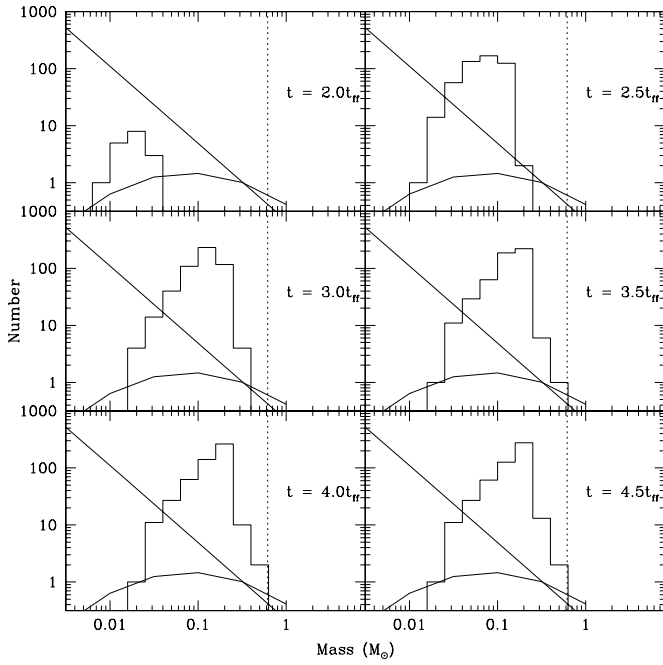 1000
100
10
1
t = 2.0t_ff
t = 2.5t_ff
1000
100
10
1
t = 3.0t_ff
t = 3.5t_ff
Number
1000
100
10
1
t = 4.0t_ff
t = 4.5t_ff
0.01 0.1 1 0.01 0.1 1
Mass (M_⊙)